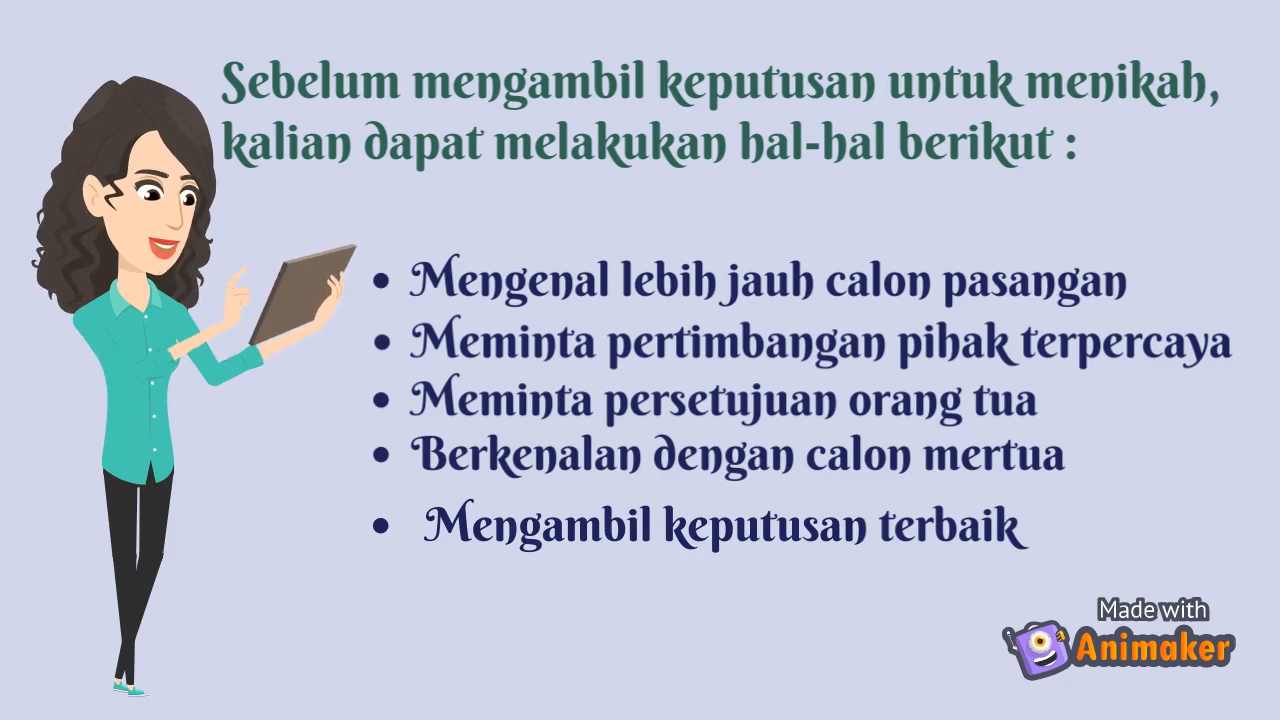 Sebelum mengambil keputusan untuk menikah,
kalian dapat melakukan hal-hal berikut :
• Mengenal lebih jauh calon pasangan
• Meminta pertimbangan pihak terpercaya
• Meminta persetujuan orang tua
• Berkenalan dengan calon mertua
• Mengambil keputusan terbaik
Made with
Animaker